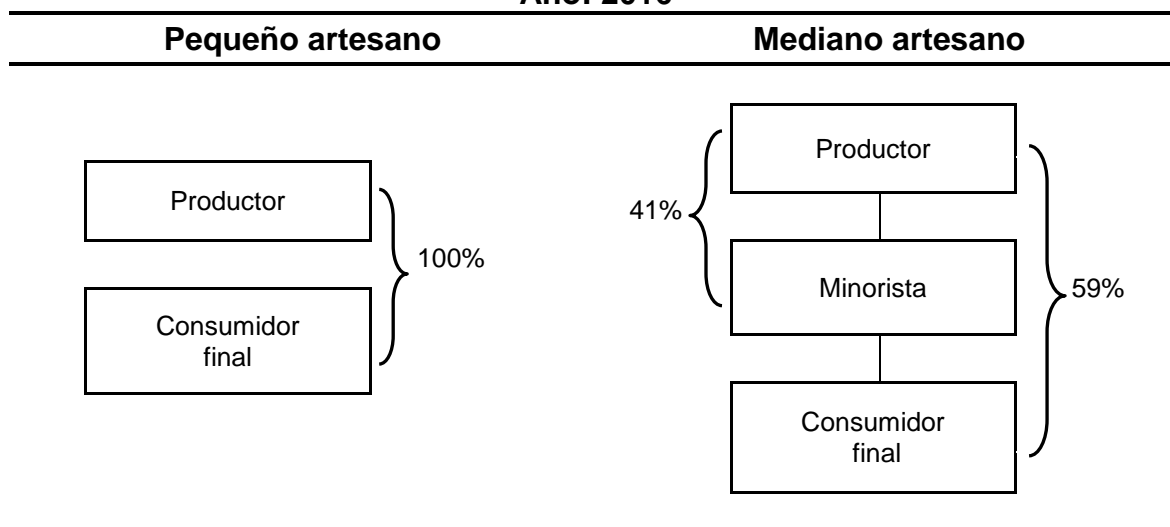 Pequeño artesano
Mediano artesano
Productor
100%
Consumidor
final
Productor
41%
Minorista
59%
Consumidor
final